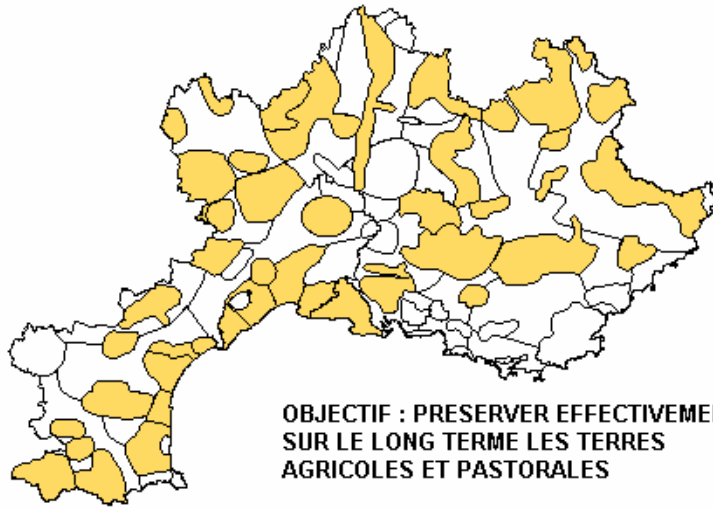 OBJECTIF : PRESERVER EFFECTIVEME
SUR LE LONG TERME LES TERRES
AGRICOLES ET PASTORALES